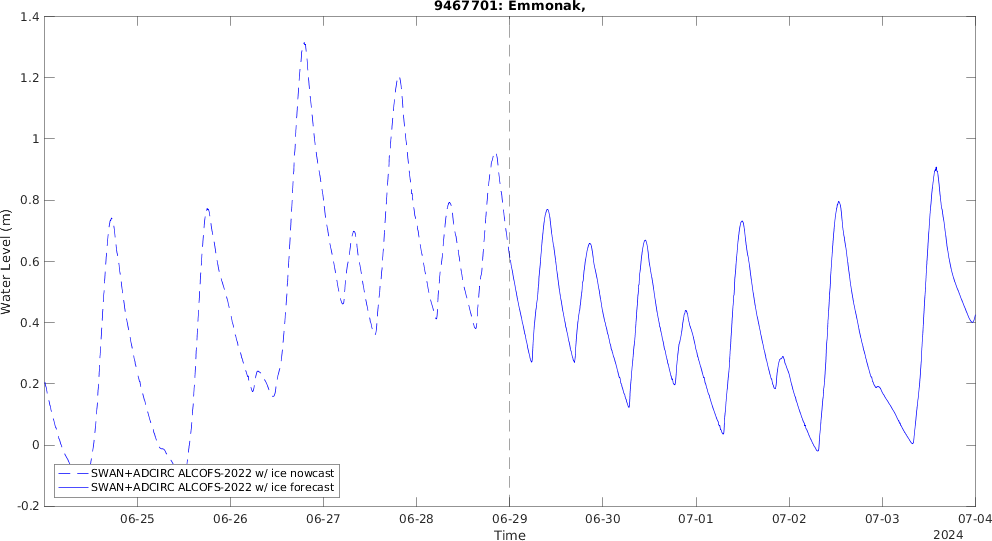 9467701: Emmonak,
1.4
1.2
1
0.8
0.6
0.4
0.2
0
-0.2
Water Level (m)
SWAN+ADCIRC ALCOFS-2022 w/ ice nowcast
SWAN+ADCIRC ALCOFS-2022 w/ ice forecast
06-25 06-26 06-27 06-28 06-29 06-30 07-01 07-02 07-03 07-04
Time
2024